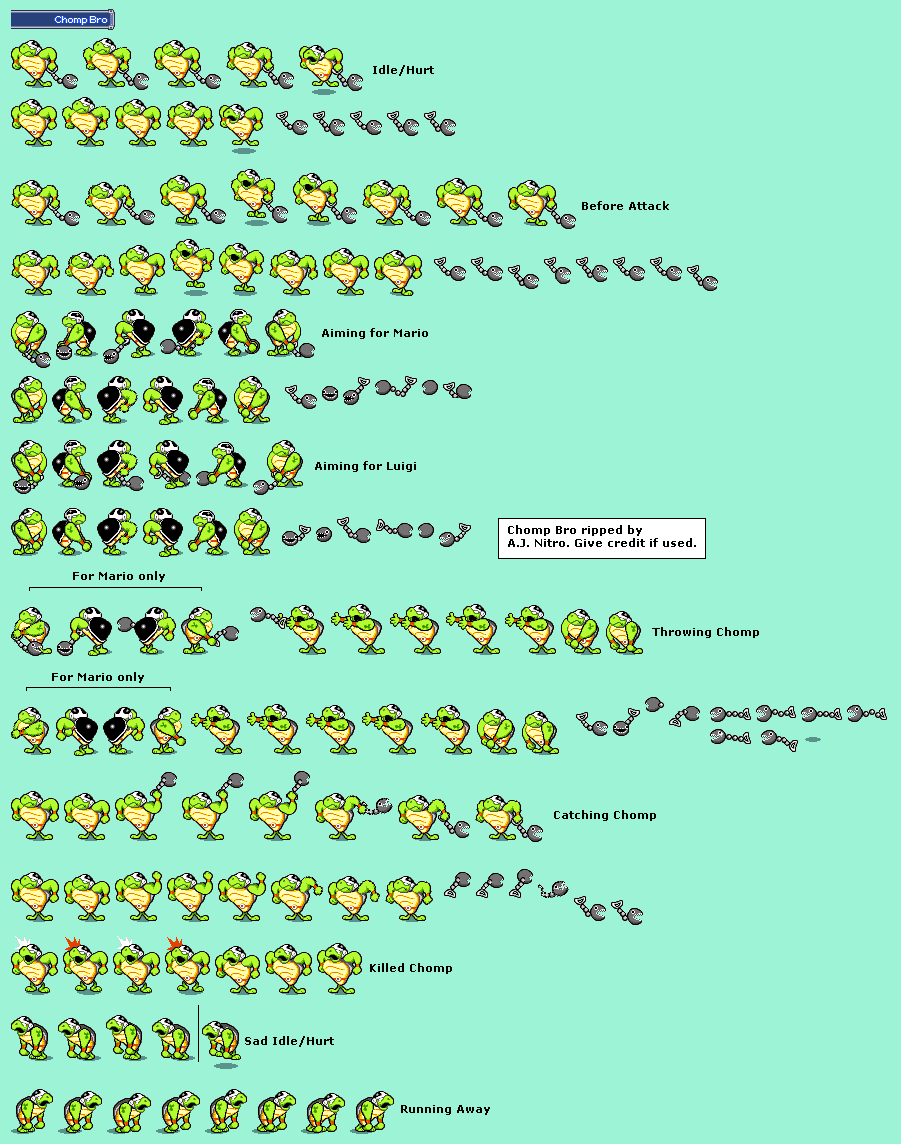 Chomp Bro
Idle/Hurt
Before Attack
Aiming for Mario
Aiming for Luigi
Chomp Bro ripped by
A.J. Nitro. Give credit if used.
For Mario only
Throwing Chomp
For Mario only
Catching Chomp
Killed Chomp
Sad Idle/Hurt
Running Away